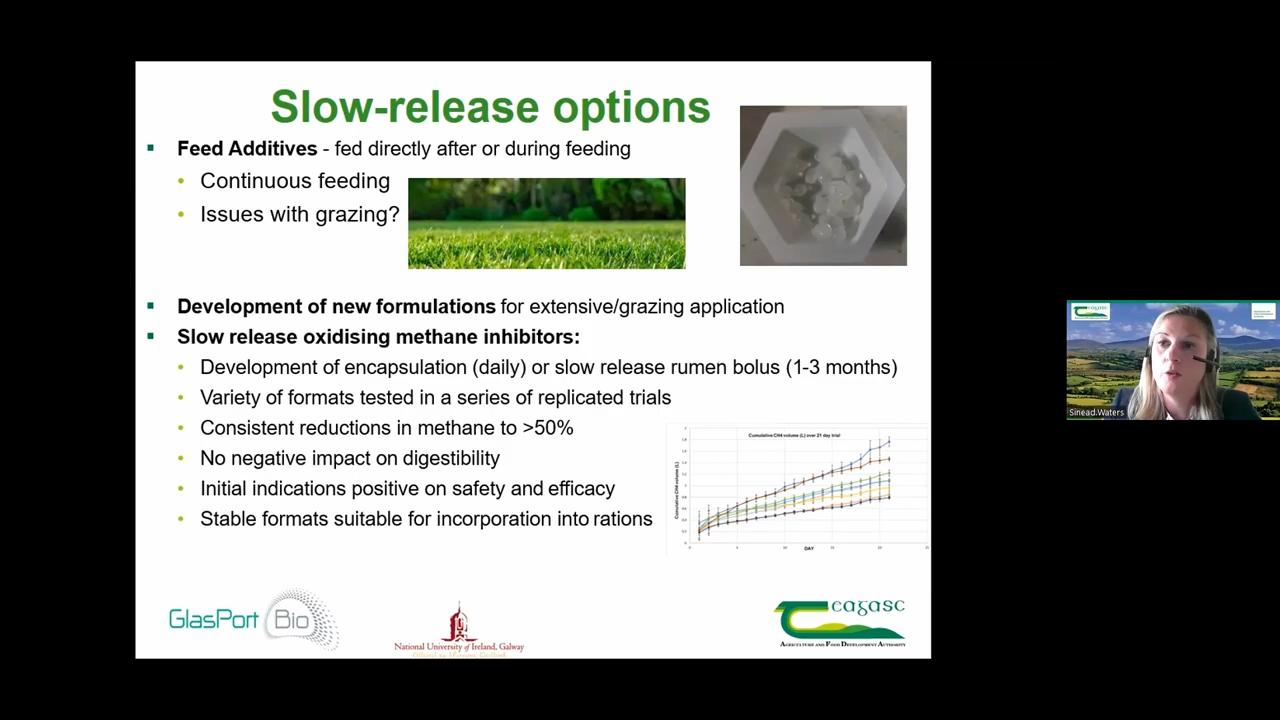 Slow-release options
Feed Additives - fed directly after or during feeding
Continuous feeding
Issues with grazing?
Development of new formulations for extensive/grazing application
Slow release oxidising methane inhibitors:
Development of encapsulation (daily) or slow release rumen bolus (1-3 months)
Variety of formats tested in a series of replicated trials
Consistent reductions in methane to >50%
No negative impact on digestibility
Initial indications positive on safety and efficacy
Stable formats suitable for incorporation into rations
Cumulative CH4 volume (L) over 21 day trial
Cumulative CH4 volume (L)
DAY
GlasPort Bio
National University of Ireland, Galway
Teagasc
Agriculture and Food Development Authority
Sinead.Waters